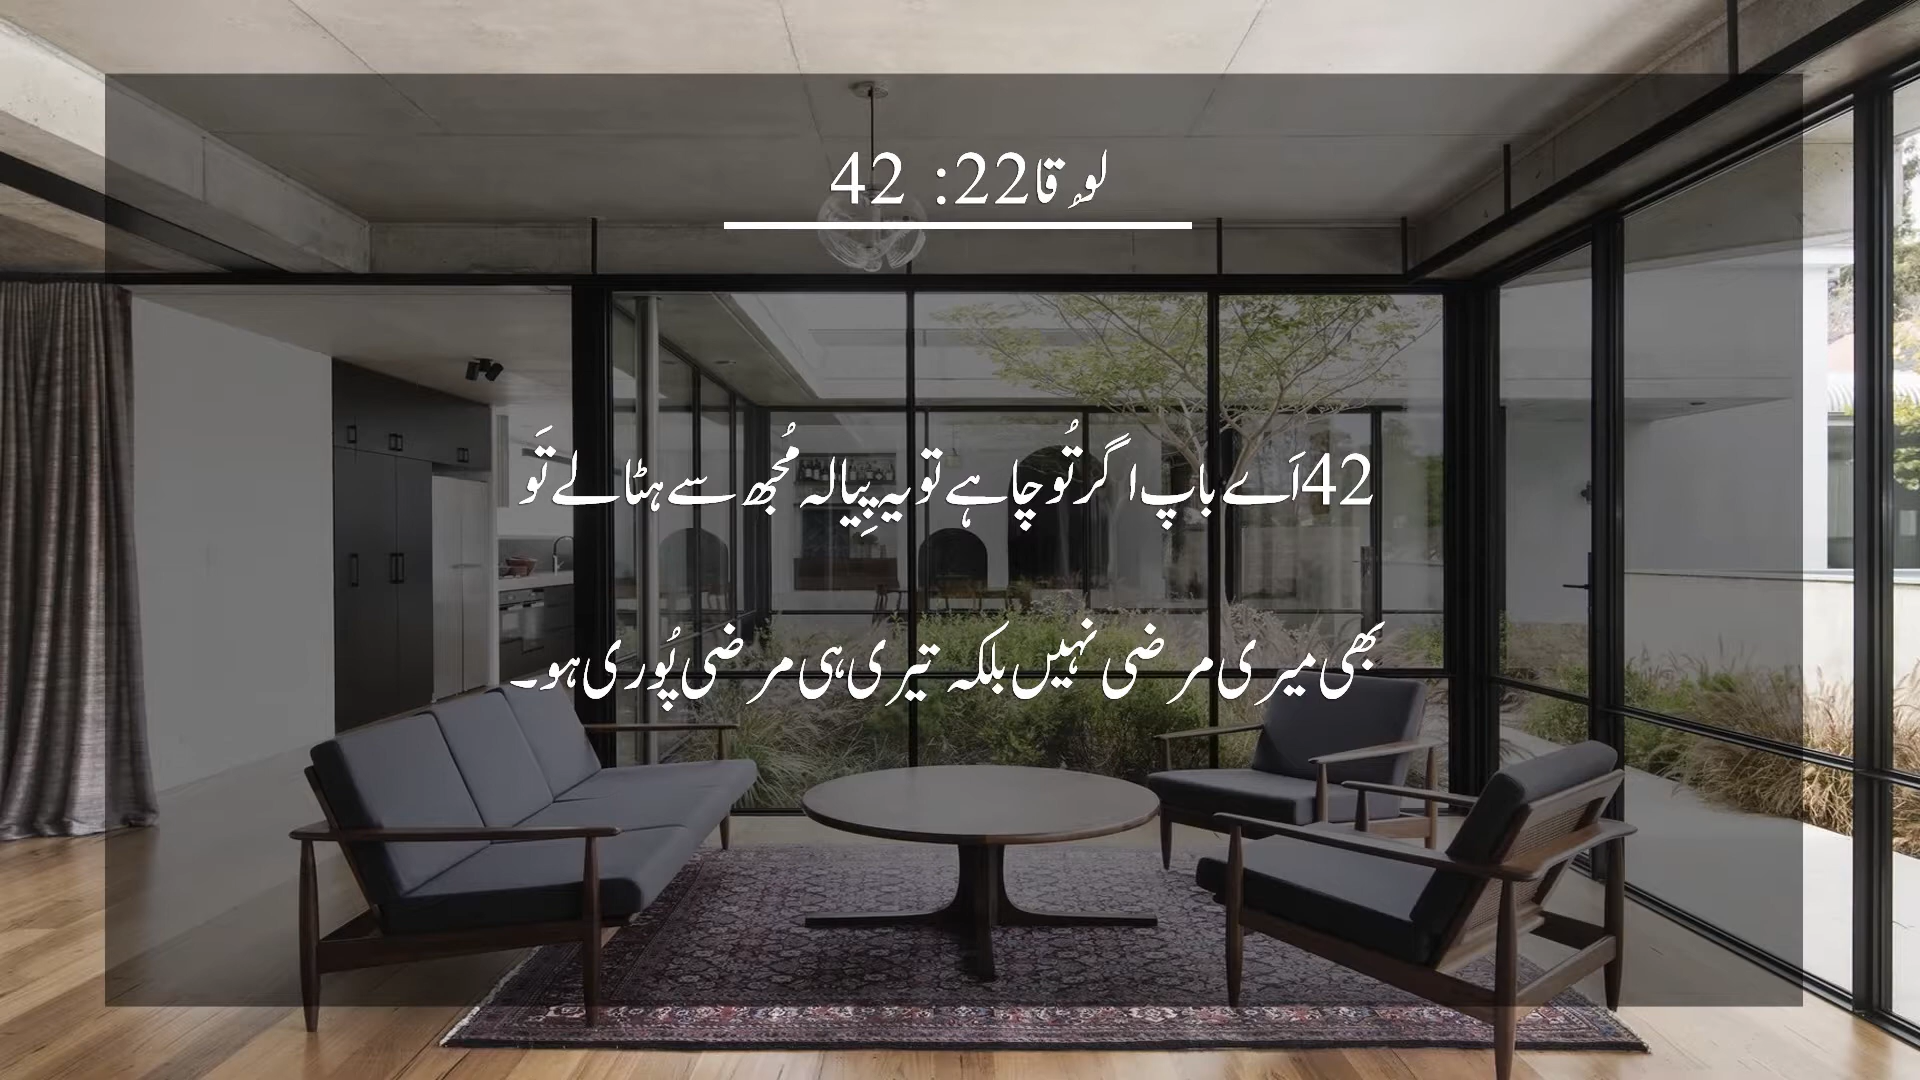 لُوقا22: 42
42اَے باپ اگر تُو چاہے تو یہ پِیالہ مُجھ سے ہٹا لے تَو
بھی میری مرضی نہیں بلکہ تیری ہی مرضی پُوری ہو۔